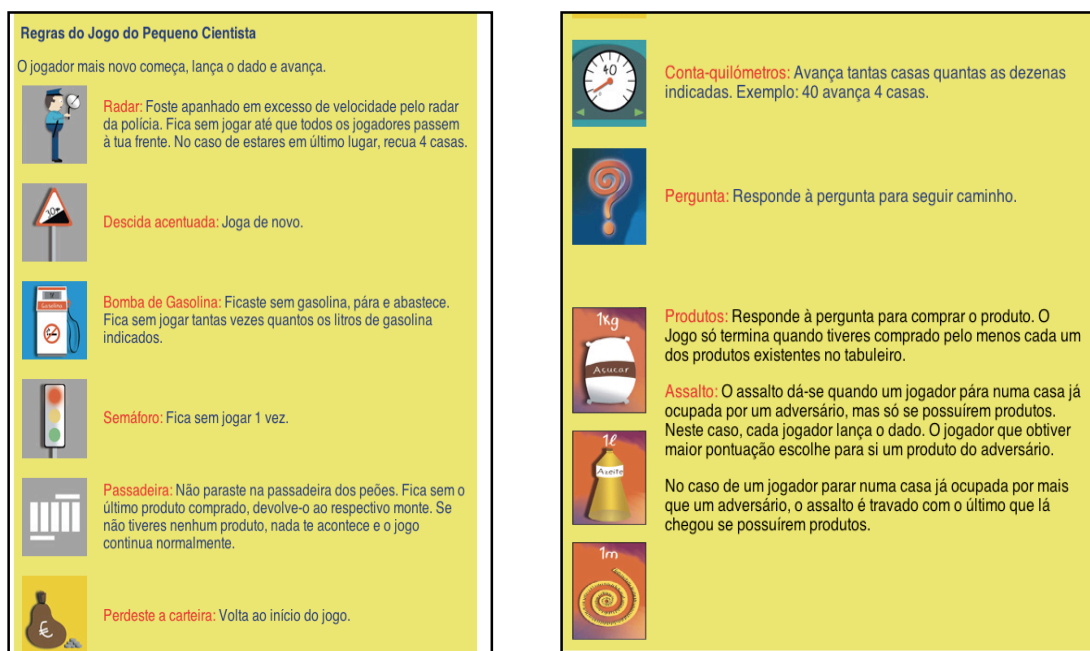 Regras do Jogo do Pequeno Cientista
O jogador mais novo começa, lança o dado e avança.
Radar: Foste apanhado em excesso de velocidade pelo radar
da polícia. Fica sem jogar até que todos os jogadores passem
à tua frente. No caso de estares em último lugar, recua 4 casas.
Descida acentuada: Joga de novo.
Gasolina
Bomba de Gasolina: Ficaste sem gasolina, pára e abastece.
Fica sem jogar tantas vezes quantos os litros de gasolina
indicados.
Semáforo: Fica sem jogar 1 vez.
Passadeira: Não paraste na passadeira dos peões. Fica sem o
último produto comprado, devolve-o ao respectivo monte. Se
não tiveres nenhum produto, nada te acontece e o jogo
continua normalmente.
€
Perdeste a carteira: Volta ao início do jogo.
40
Conta-quilómetros: Avança tantas casas quantas as dezenas
indicadas. Exemplo: 40 avança 4 casas.
Pergunta: Responde à pergunta para seguir caminho.
1Kg
Açucar
Produtos: Responde à pergunta para comprar o produto. O
Jogo só termina quando tiveres comprado pelo menos cada um
dos produtos existentes no tabuleiro.
Assalto: O assalto dá-se quando um jogador pára numa casa já
ocupada por um adversário, mas só se possuírem produtos.
Neste caso, cada jogador lança o dado. O jogador que obtiver
maior pontuação escolhe para si um produto do adversário.
1l
Azeite
No caso de um jogador parar numa casa já ocupada por mais
que um adversário, o assalto é travado com o último que lá
chegou se possuírem produtos.
1m